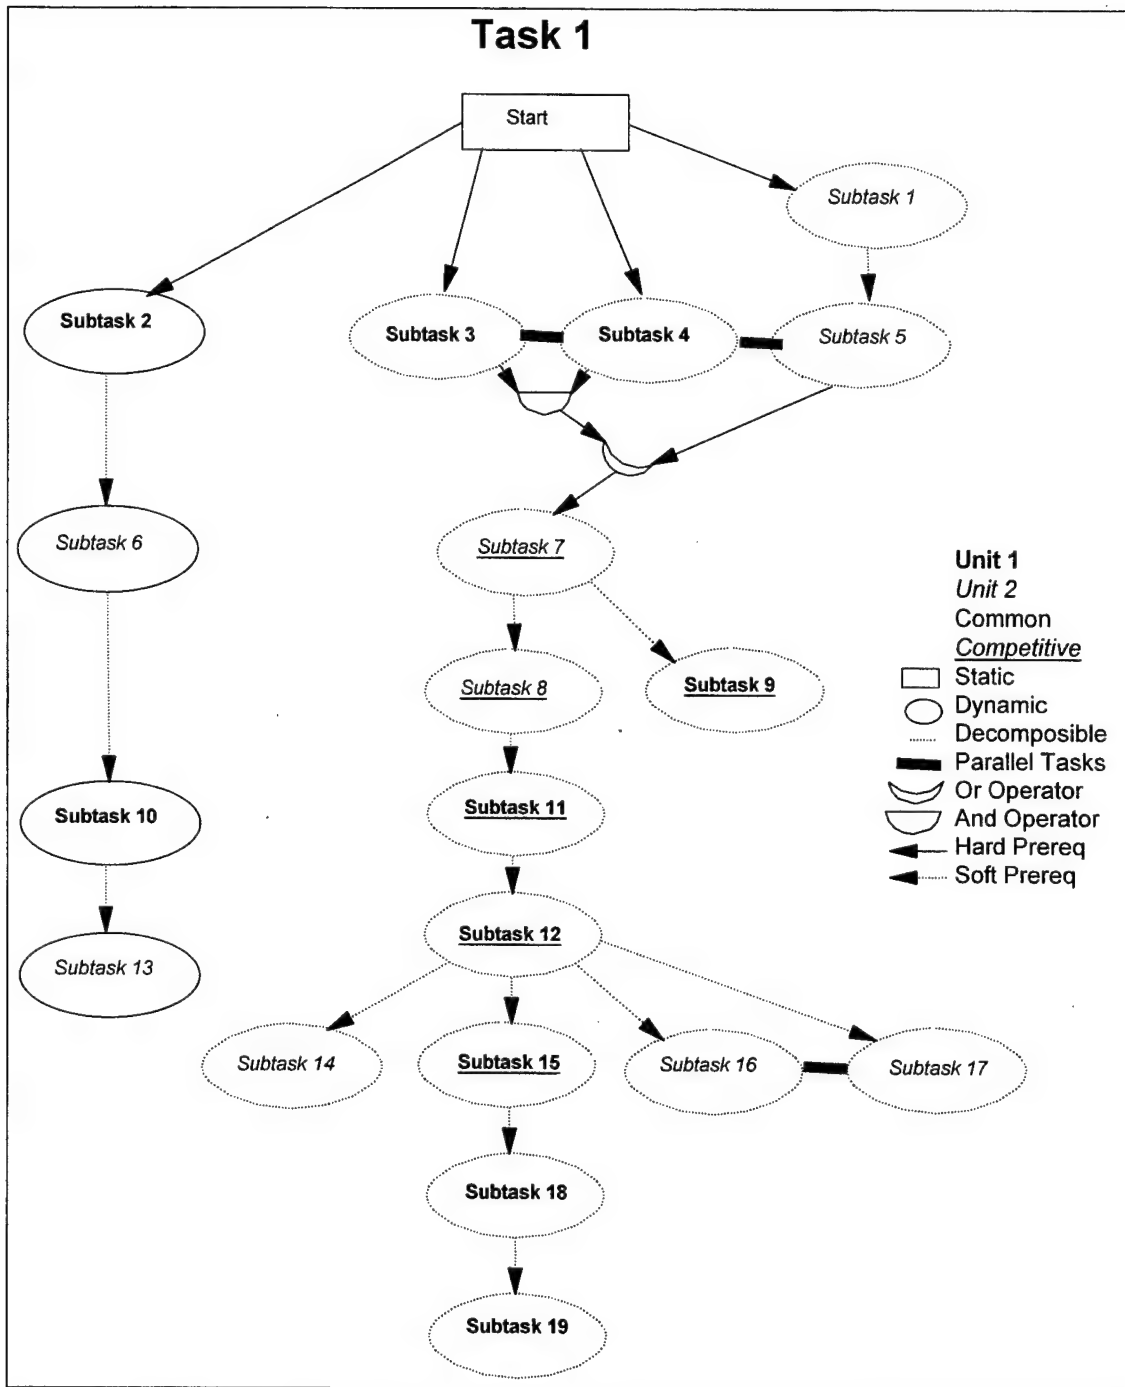 Task 1
Start
Subtask 1
Subtask 2
Subtask 3
Subtask 4
Subtask 5
Subtask 6
Subtask 7
Subtask 8
Subtask 9
Subtask 10
Subtask 11
Subtask 12
Subtask 13
Subtask 14
Subtask 15
Subtask 16
Subtask 17
Subtask 18
Subtask 19
Unit 1
Unit 2
Common
Competitive
Static
Dynamic
Decomposible
Parallel Tasks
Or Operator
And Operator
Hard Prereq
Soft Prereq